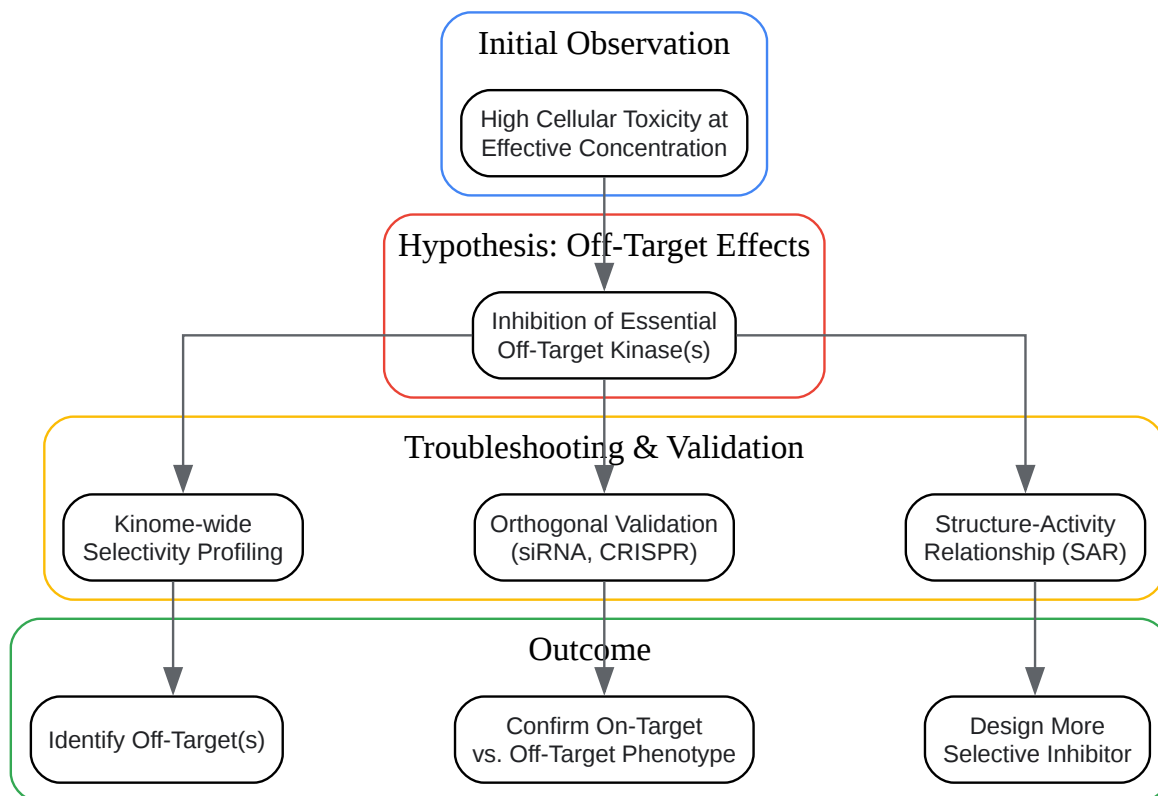 Initial Observation
High Cellular Toxicity at
Effective Concentration
Hypothesis: Off-Target Effects
Inhibition of Essential
Off-Target Kinase(s)
Troubleshooting & Validation
Kinome-wide
Selectivity Profiling
Orthogonal Validation
(siRNA, CRISPR)
Structure-Activity
Relationship (SAR)
Outcome
Identify Off-Target(s)
Confirm On-Target
vs. Off-Target Phenotype
Design More
Selective Inhibitor